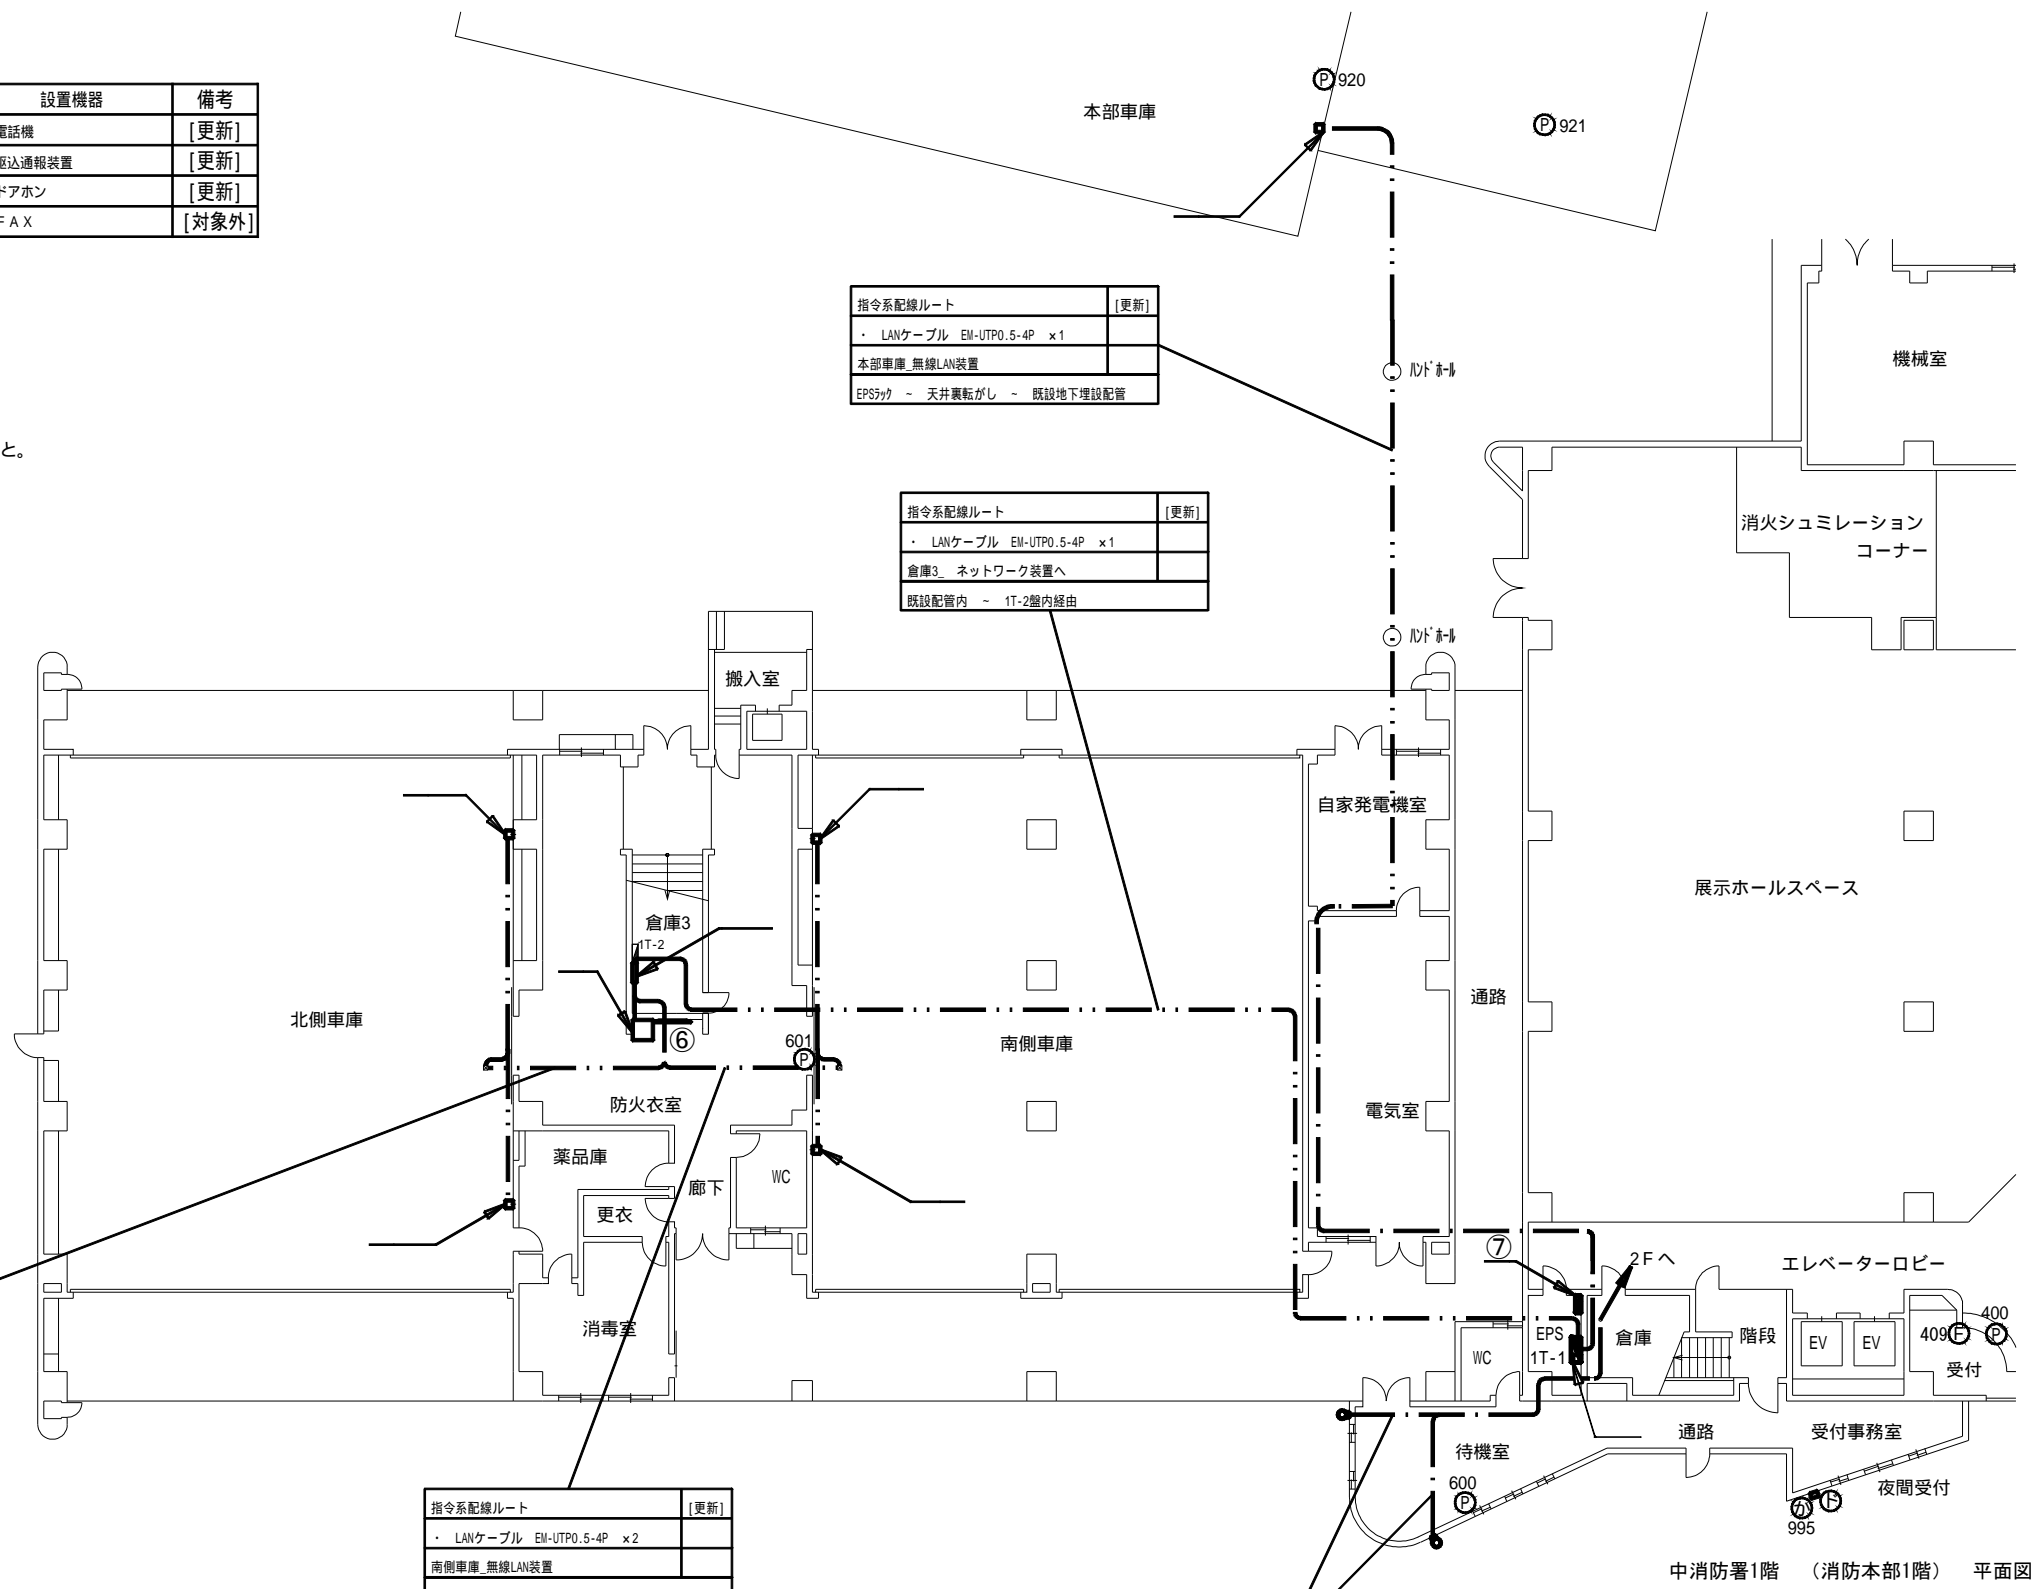 設置機器 備考
電話機 [更新]
駆込通報装置 [更新]
ドアホン [更新]
ＦＡＸ [対象外]
と。
920
本部車庫
921
指令系配線ルート [更新]
・ LANケーブル EM-UTP0.5-4P ×1
本部車庫_無線LAN装置
EPSﾗｯｸ ～ 天井裏転がし ～ 既設地下埋設配管
ﾊﾝﾄﾞﾎｰﾙ
機械室
指令系配線ルート [更新]
・ LANケーブル EM-UTP0.5-4P ×1
倉庫3_ ネットワーク装置へ
既設配管内 ～ 1T-2盤内経由
消火シュミレーション
コーナー
ﾊﾝﾄﾞﾎｰﾙ
搬入室
自家発電機室
展示ホールスペース
倉庫3
1T-2
通路
北側車庫
⑥
601
P
南側車庫
防火衣室
電気室
薬品庫
WC
廊下
更衣
⑦
2Fへ
エレベーターロビー
消毒室
EPS
1T-1
倉庫
階段
EV
EV
400
409 F P
受付
WC
通路
受付事務室
待機室
600
P
夜間受付
か ド
995
指令系配線ルート [更新]
・ LANケーブル EM-UTP0.5-4P ×2
南側車庫_無線LAN装置
中消防署1階 （消防本部1階） 平面図